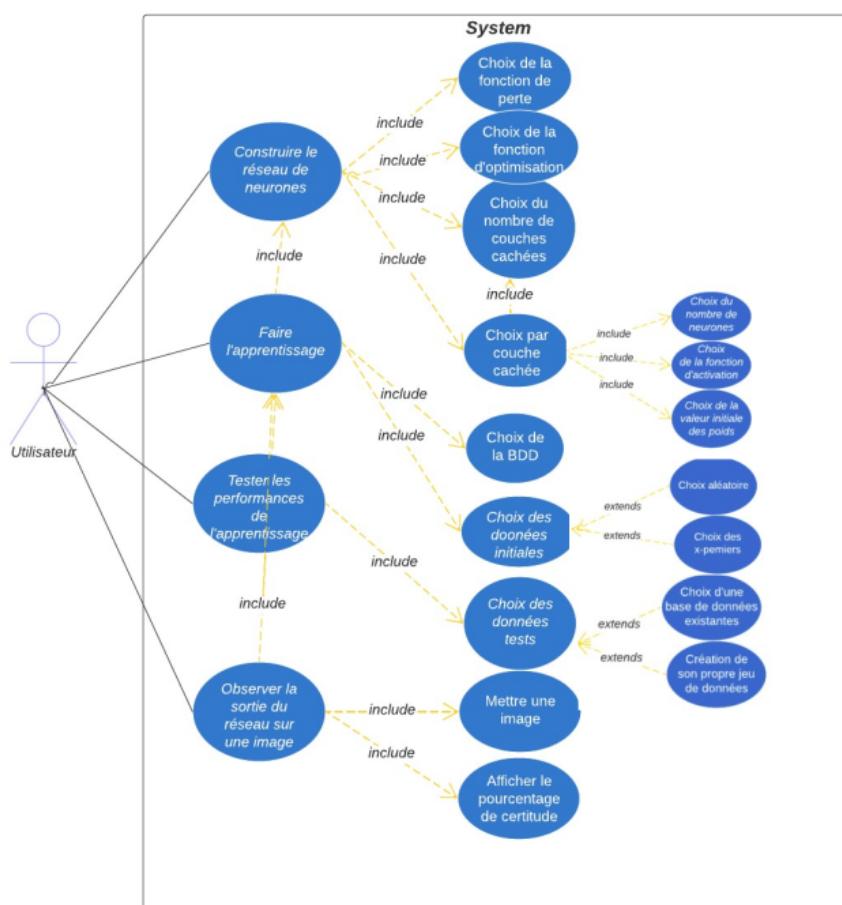 System
Choix de la
fonction de
perte
include
Construire le
réseau de
neurones
include
Choix de la
fonction
d'optimisation
include
Choix du
nombre de
couches
cachées
include
include
include
Choix du
nombre de
neurones
Faire
l'apprentissage
Choix par
couche
cachée
include
include
include
Choix
de la fonction
d'activation
Choix de la
valeur initiale
des poids
include
Choix de
la BDD
include
Utilisateur
Tester les
performances
de
l'apprentissage
Choix des
doonées
initiales
extends
extends
Choix aléatoire
Choix des
x-pemiers
include
include
Choix des
données
tests
extends
extends
Choix d'une
base de données
existantes
Création de
son propre jeu
de données
Observer la
sortie du
réseau sur
une image
include
Mettre une
image
include
Afficher le
pourcentage
de certitude